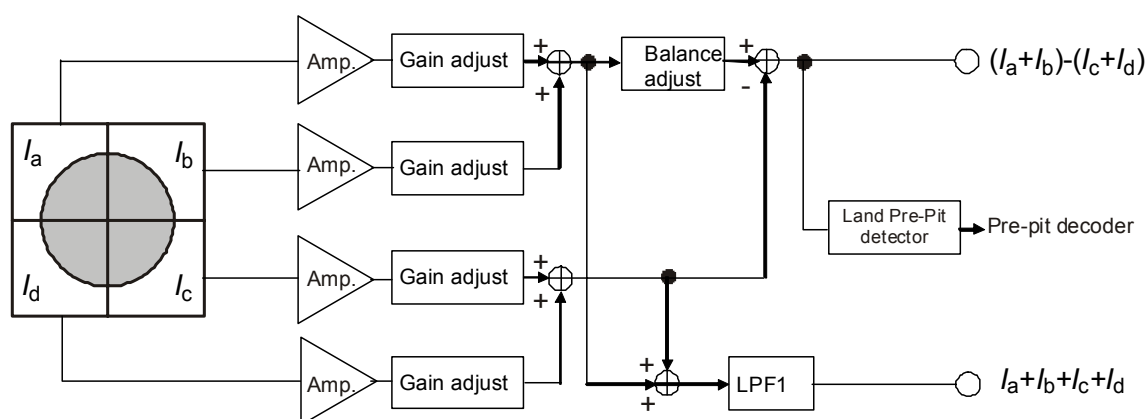 Amp.
Gain adjust
+
+
Balance
adjust
+
-
(Ia+Ib)-(Ic+Id)
Ia
Ib
Amp.
Gain adjust
Land Pre-Pit
detector
Pre-pit decoder
Id
Ic
Amp.
Gain adjust
+
+
Amp.
Gain adjust
+
+
LPF1
Ia+Ib+Ic+Id